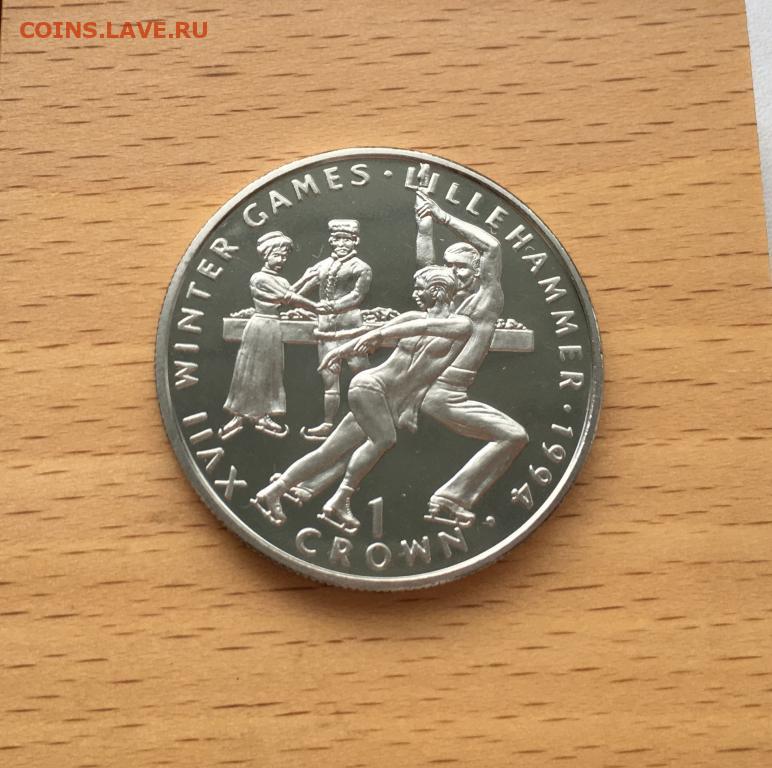 COINS.LAVE.RU
XVII WINTER GAMES · LILLEHAMMER · 1994 ·
1
CROWN